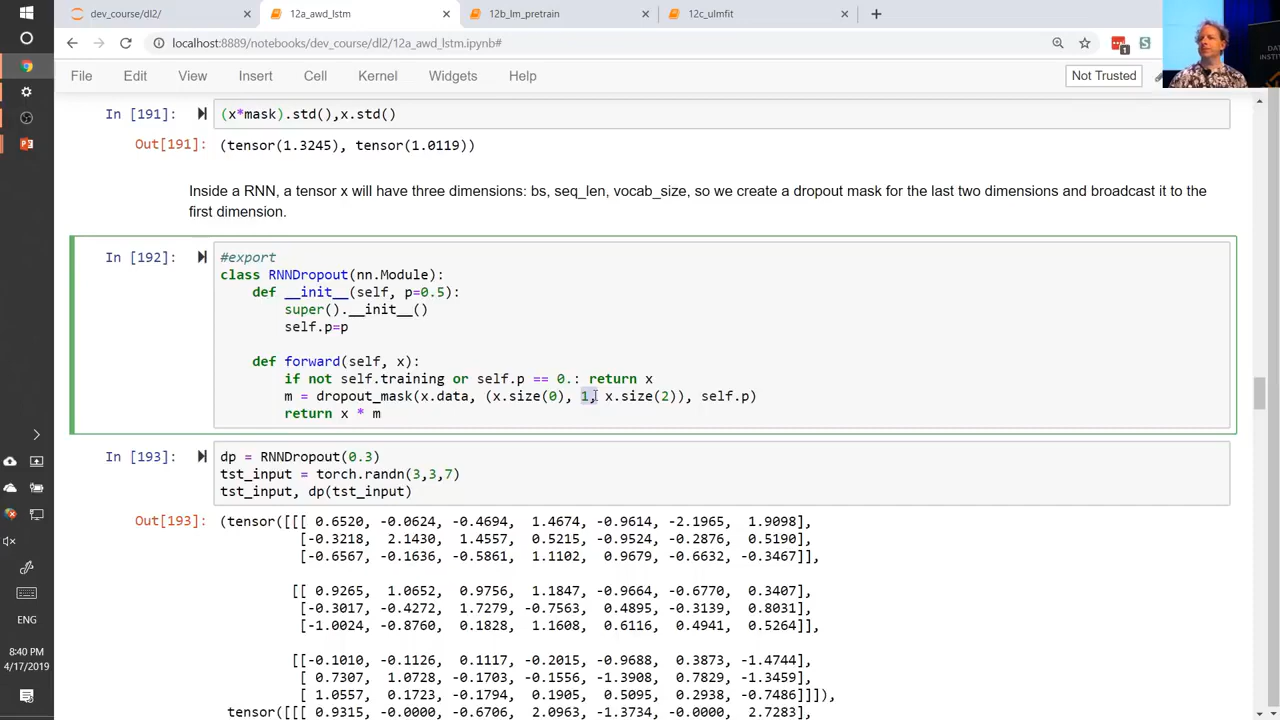 dev_course/dl2/
12a_awd_lstm
12b_lm_pretrain
12c_ulmfit
localhost:8889/notebooks/dev_course/dl2/12a_awd_lstm.ipynb#
1
S
DAT
INSTIT
File Edit View Insert Cell Kernel Widgets Help
Not Trusted
In [191]: (x*mask).std(),x.std()
Out[191]: (tensor(1.3245), tensor(1.0119))
Inside a RNN, a tensor x will have three dimensions: bs, seq_len, vocab_size, so we create a dropout mask for the last two dimensions and broadcast it to the
first dimension.
In [192]: #export
class RNNDropout(nn.Module):
def __init__(self, p=0.5):
super().__init__()
self.p=p
def forward(self, x):
if not self.training or self.p == 0.: return x
m = dropout_mask(x.data, (x.size(0), 1, x.size(2)), self.p)
return x * m
In [193]: dp = RNNDropout(0.3)
tst_input = torch.randn(3,3,7)
tst_input, dp(tst_input)
Out[193]: (tensor([[[ 0.6520, -0.0624, -0.4694, 1.4674, -0.9614, -2.1965, 1.9098],
[-0.3218, 2.1430, 1.4557, 0.5215, -0.9524, -0.2876, 0.5190],
[-0.6567, -0.1636, -0.5861, 1.1102, 0.9679, -0.6632, -0.3467]],
[[ 0.9265, 1.0652, 0.9756, 1.1847, -0.9664, -0.6770, 0.3407],
[-0.3017, -0.4272, 1.7279, -0.7563, 0.4895, -0.3139, 0.8031],
[-1.0024, -0.8760, 0.1828, 1.1608, 0.6116, 0.4941, 0.5264]],
[[-0.1010, -0.1126, 0.1117, -0.2015, -0.9688, 0.3873, -1.4744],
[ 0.7307, 1.0728, -0.1703, -0.1556, -1.3908, 0.7829, -1.3459],
[ 1.0557, 0.1723, -0.1794, 0.1905, 0.5095, 0.2938, -0.7486]]]),
tensor([[[ 0.9315, -0.0000, -0.6706, 2.0963, -1.3734, -0.0000, 2.7283],
ENG
8:40 PM
4/17/2019